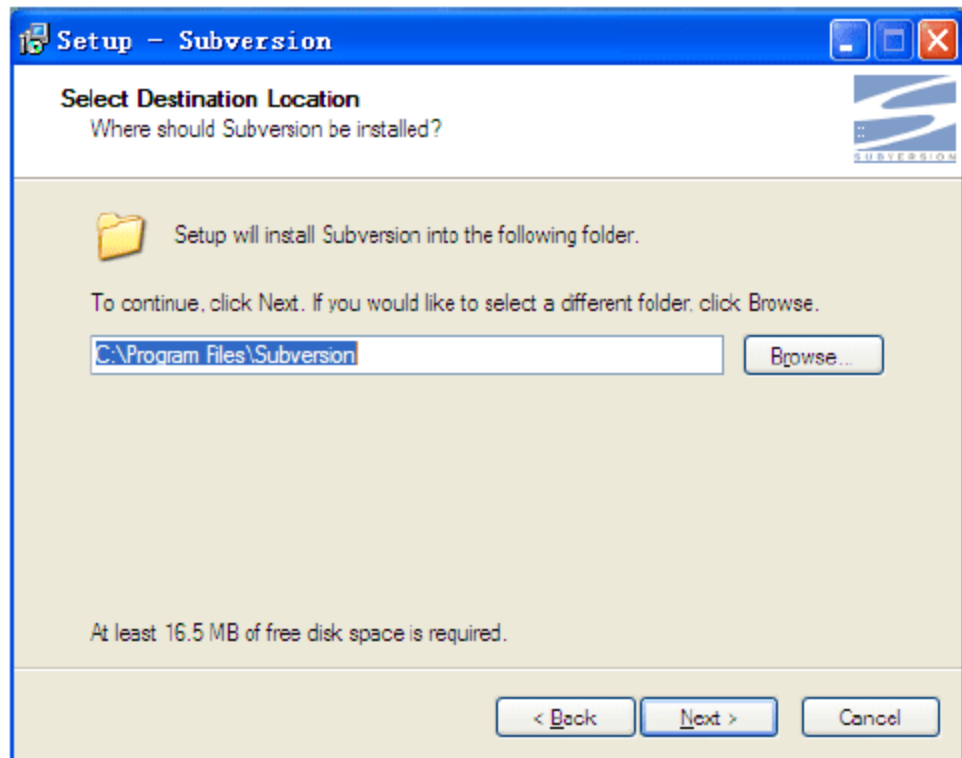 Setup - Subversion
Select Destination Location
Where should Subversion be installed?
SUBVERSION
Setup will install Subversion into the following folder.
To continue, click Next. If you would like to select a different folder, click Browse.
C:\Program Files\Subversion
Browse...
At least 16.5 MB of free disk space is required.
< Back
Next >
Cancel